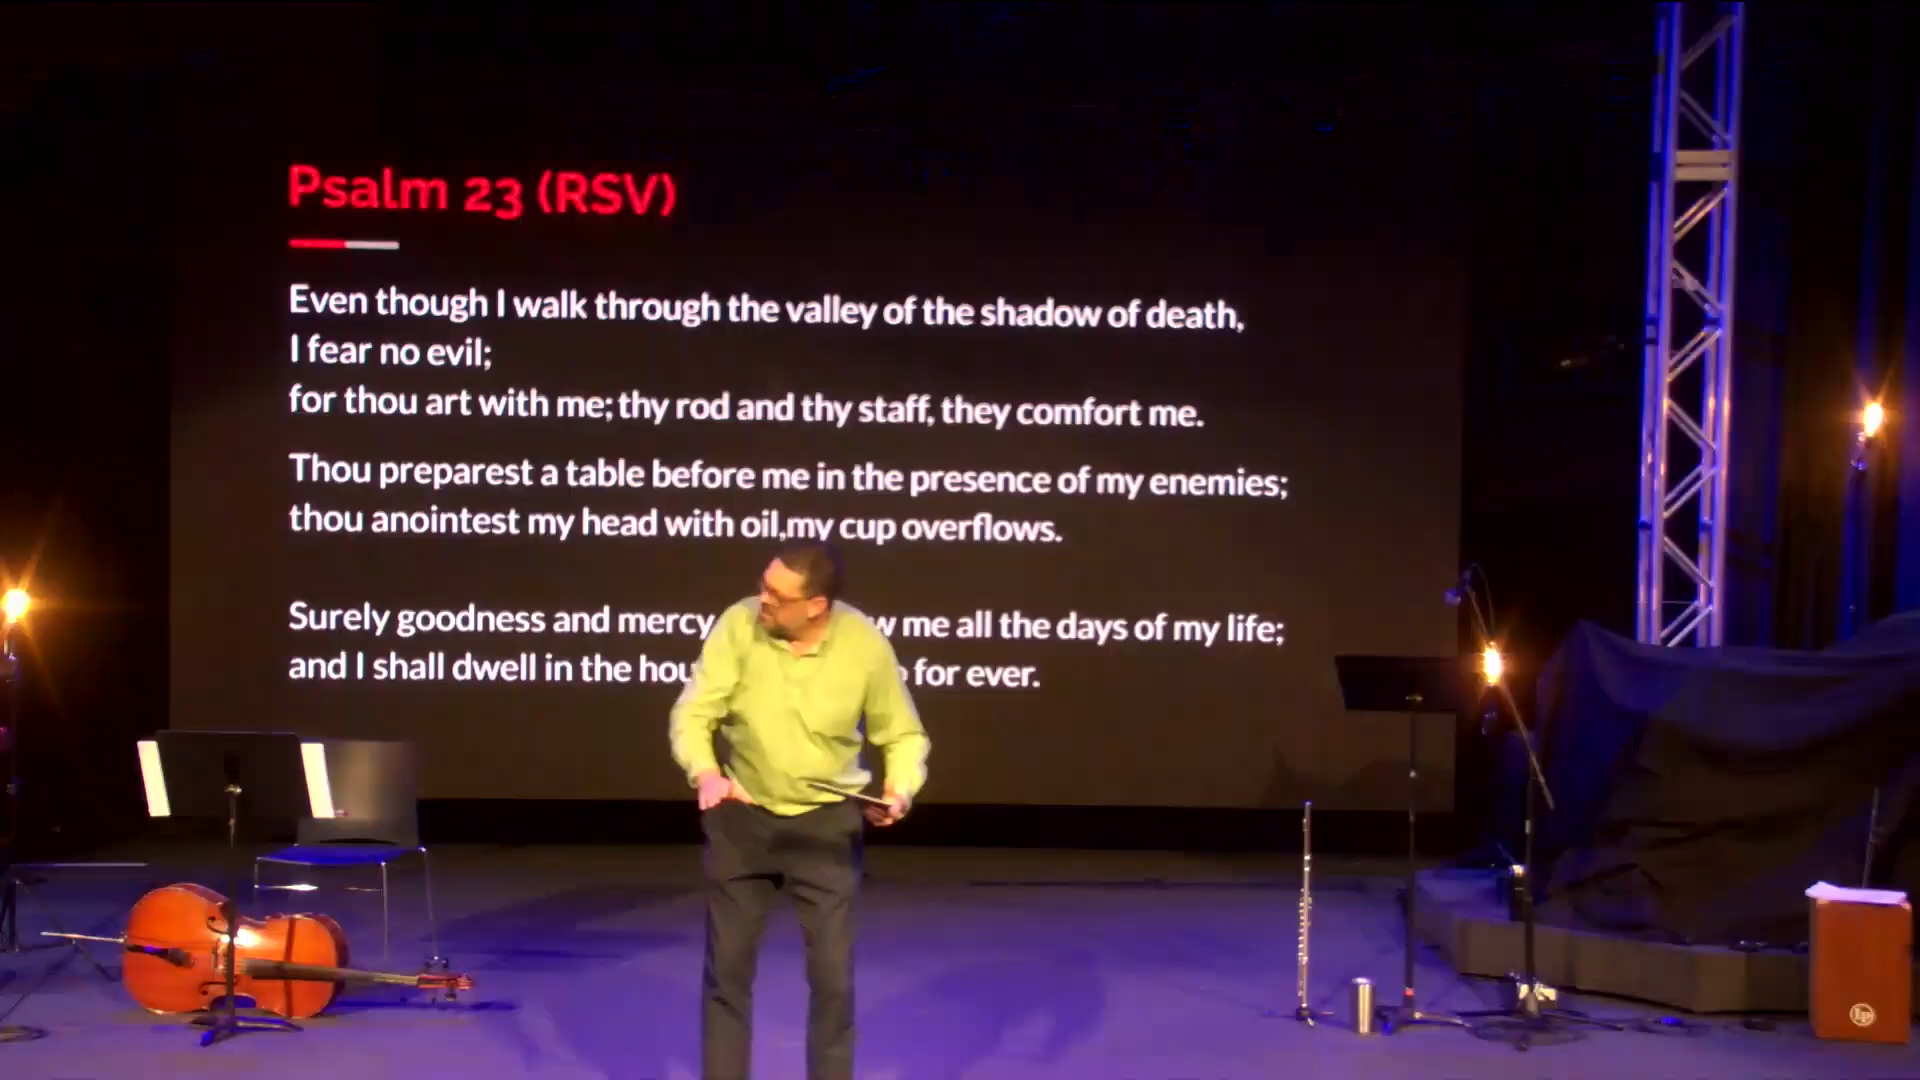 Psalm 23 (RSV)
Even though I walk through the valley of the shadow of death,
I fear no evil;
for thou art with me; thy rod and thy staff, they comfort me.
Thou preparest a table before me in the presence of my enemies;
thou anointest my head with oil,my cup overflows.
Surely goodness and mercy me all the days of my life;
and I shall dwell in the for ever.
LP